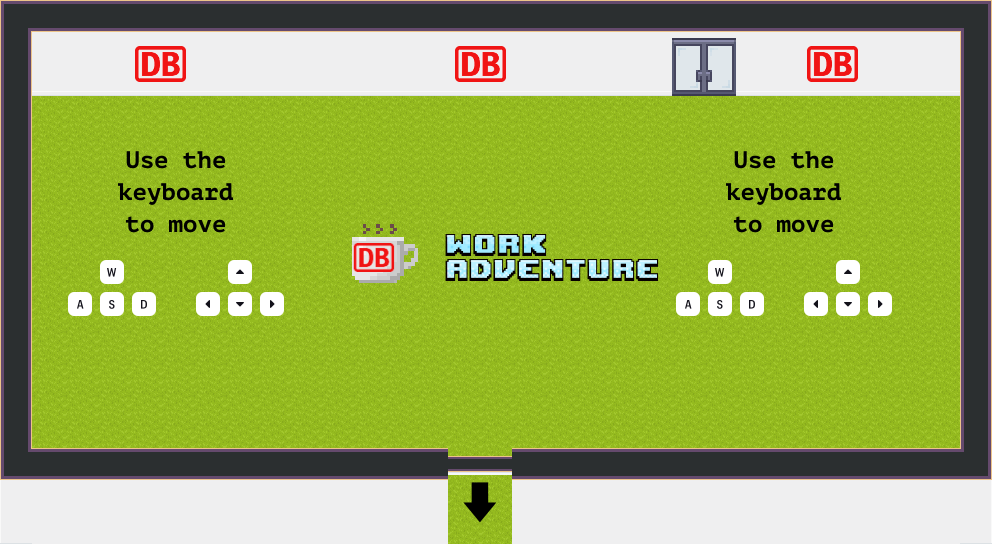 DB
DB
DB
Use the
keyboard
to move
W
A S D
DB
WORK
ADVENTURE
Use the
keyboard
to move
W
A S D